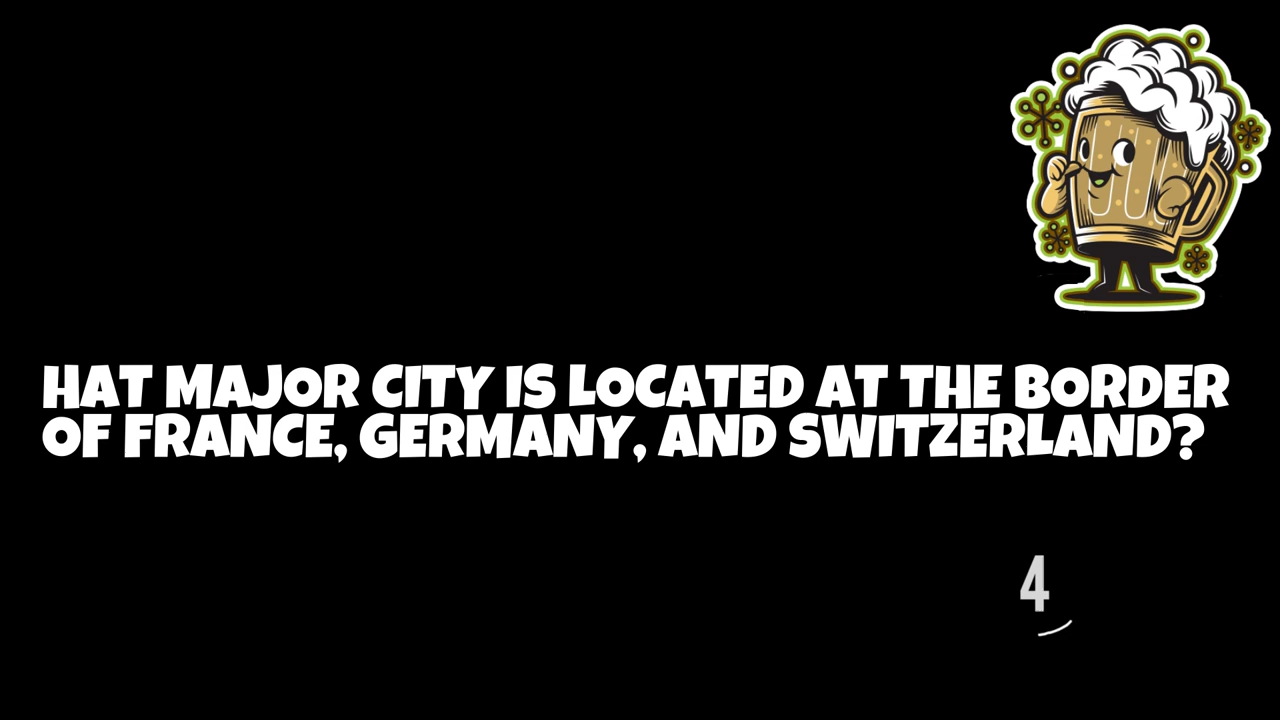 HAT MAJOR CITY IS LOCATED AT THE BORDER
OF FRANCE, GERMANY, AND SWITZERLAND?
4